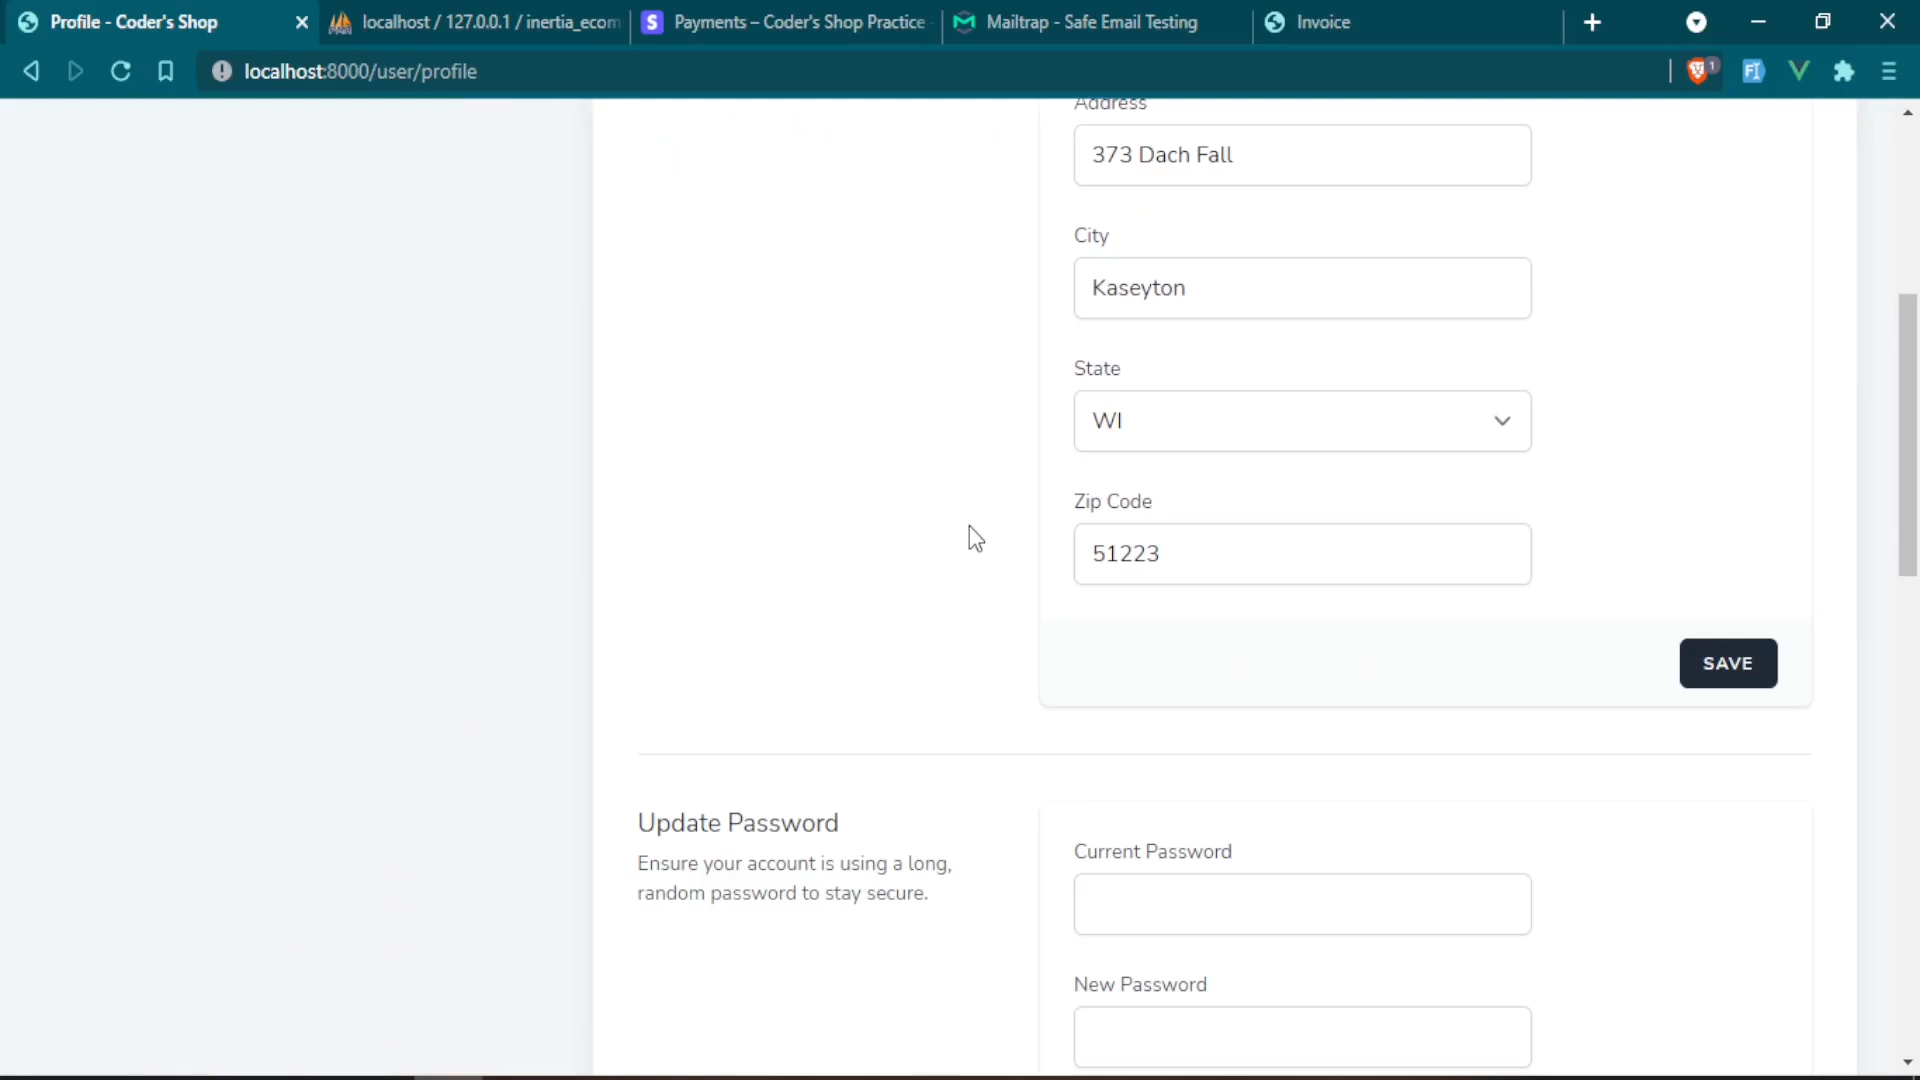 Profile - Coder's Shop
localhost / 127.0.0.1 / inertia_ecom
Payments – Coder's Shop Practice
Mailtrap - Safe Email Testing
Invoice
localhost:8000/user/profile
1
Address
373 Dach Fall
City
Kaseyton
State
WI
Zip Code
51223
SAVE
Update Password
Ensure your account is using a long,
random password to stay secure.
Current Password
New Password